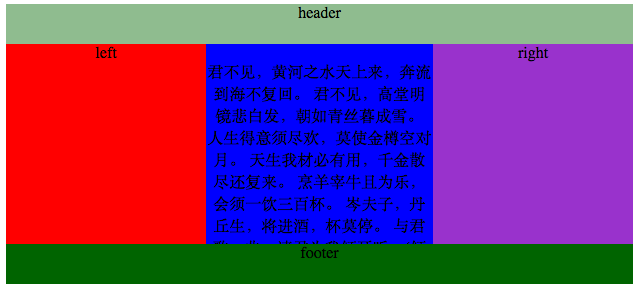 header
left
君不见，黄河之水天上来，奔流
到海不复回。 君不见，高堂明
镜悲白发，朝如青丝暮成雪。
人生得意须尽欢，莫使金樽空对
月。 天生我材必有用，千金散
尽还复来。 烹羊宰牛且为乐，
会须一饮三百杯。 岑夫子，丹
丘生，将进酒，杯莫停。 与君
right
footer